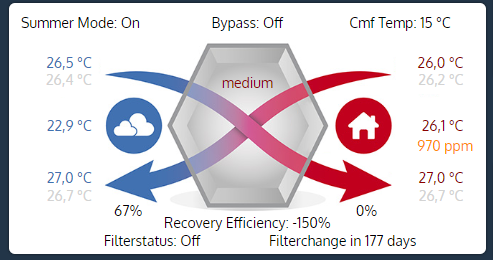 Summer Mode: On Bypass: Off Cmf Temp: 15 °C
26,5 °C 26,0 °C
26,4 °C medium 26,2 °C
22,9 °C 26,1 °C
970 ppm
27,0 °C 27,0 °C
26,7 °C 26,7 °C
67% 0%
Recovery Efficiency: -150%
Filterstatus: Off Filterchange in 177 days